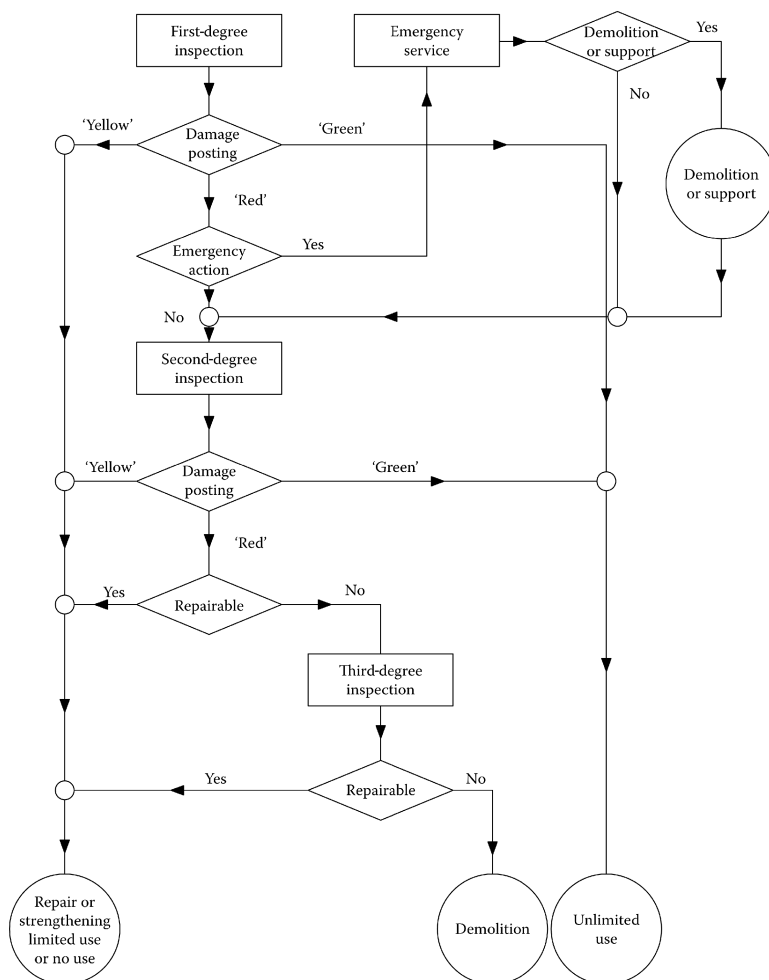 First-degree
inspection
Emergency
service
Demolition
or support
Yes
No
‘Yellow’
Damage
posting
‘Green’
Demolition
or support
‘Red’
Emergency
action
Yes
No
Second-degree
inspection
‘Yellow’
Damage
posting
‘Green’
‘Red’
Yes
Repairable
No
Third-degree
inspection
Yes
Repairable
No
Repair or
strengthening
limited use
or no use
Demolition
Unlimited
use